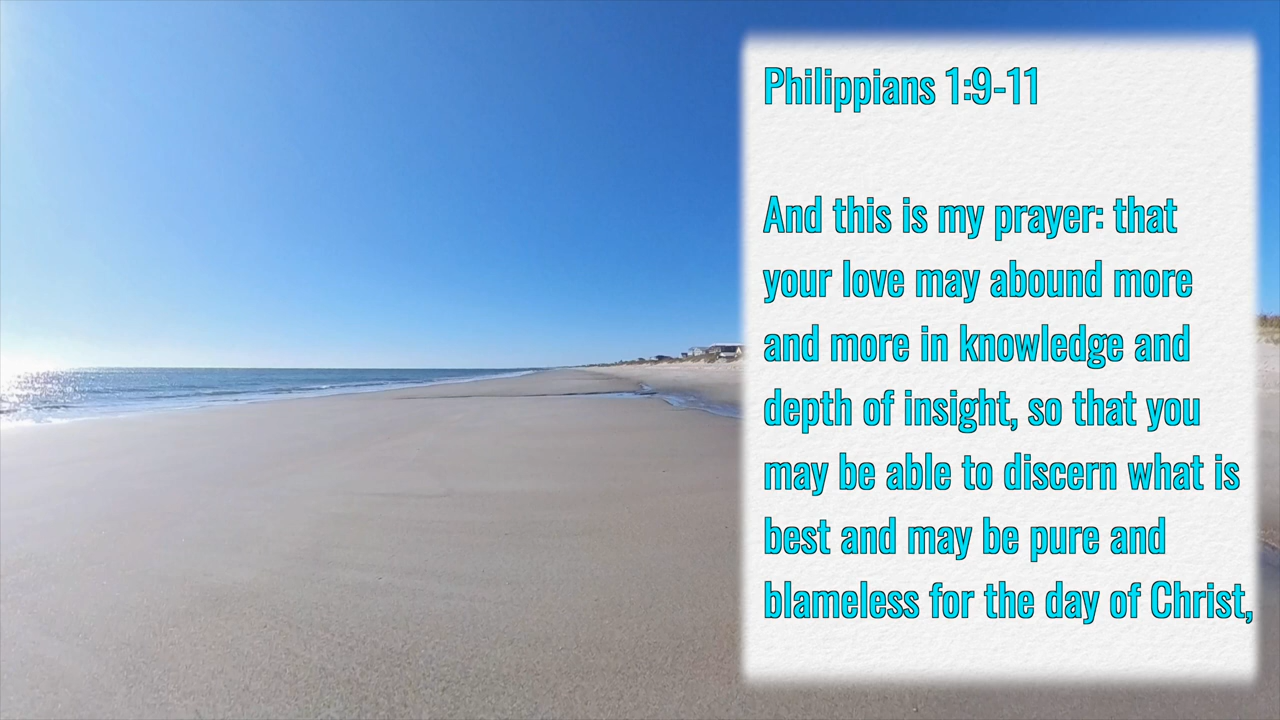 Philippians 1:9-11
And this is my prayer: that
your love may abound more
and more in knowledge and
depth of insight, so that you
may be able to discern what is
best and may be pure and
blameless for the day of Christ,